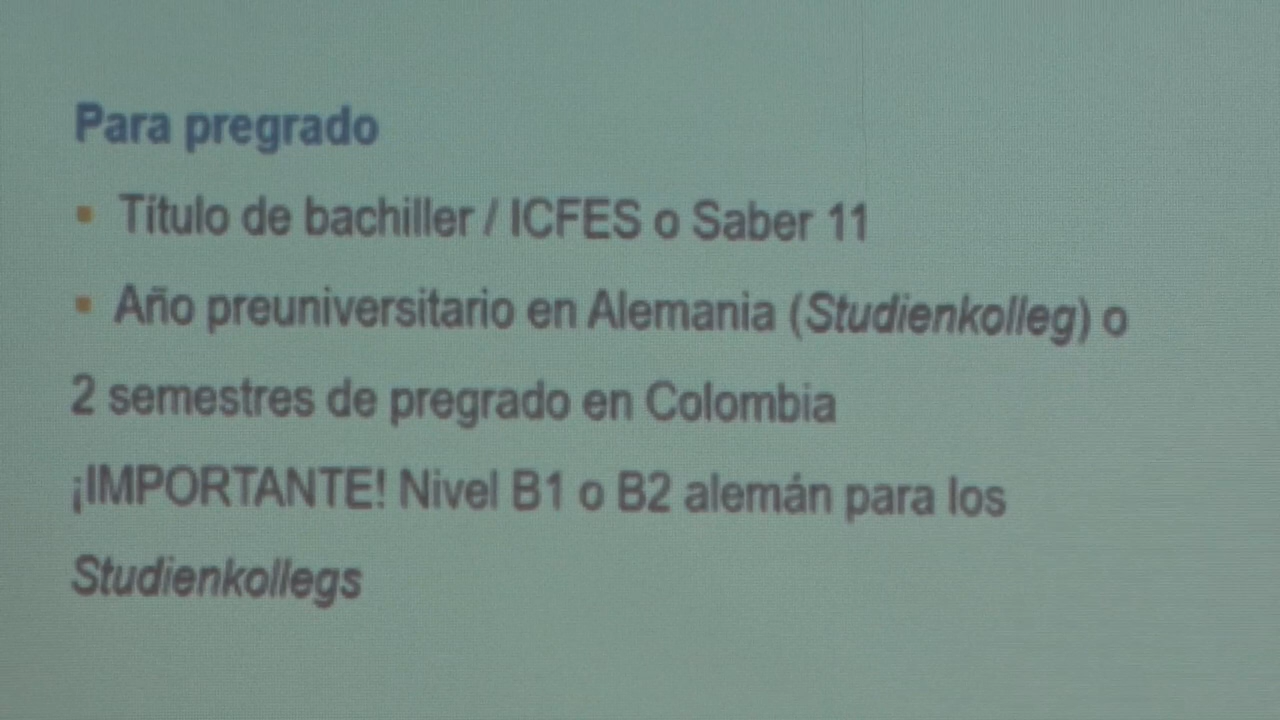 Para pregrado
▪ Título de bachiller / ICFES o Saber 11
▪ Año preuniversitario en Alemania (Studienkolleg) o
2 semestres de pregrado en Colombia
¡IMPORTANTE! Nivel B1 o B2 alemán para los
Studienkollegs